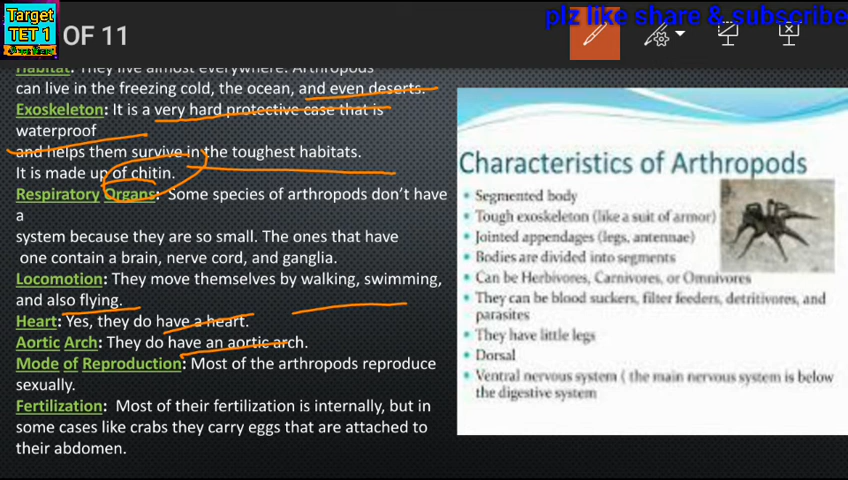 Target
TET 1
plz like share & subscribe
OF 11
Habitat: They live almost everywhere. Arthropods
can live in the freezing cold, the ocean, and even deserts.
Exoskeleton: It is a very hard protective case that is
waterproof
and helps them survive in the toughest habitats.
It is made up of chitin.
Respiratory Organs: Some species of arthropods don't have
a
system because they are so small. The ones that have
one contain a brain, nerve cord, and ganglia.
Locomotion: They move themselves by walking, swimming,
and also flying.
Heart: Yes, they do have a heart.
Aortic Arch: They do have an aortic arch.
Mode of Reproduction: Most of the arthropods reproduce
sexually.
Fertilization: Most of their fertilization is internally, but in
some cases like crabs they carry eggs that are attached to
their abdomen.
Characteristics of Arthropods
Segmented body
Tough exoskeleton (like a suit of armor)
Jointed appendages (legs, antennae)
Bodies are divided into segments
Can be Herbivores, Carnivores, or Omnivores
They can be blood suckers, filter feeders, detritivores, and
parasites
They have little legs
Dorsal
Ventral nervous system ( the main nervous system is below
the digestive system